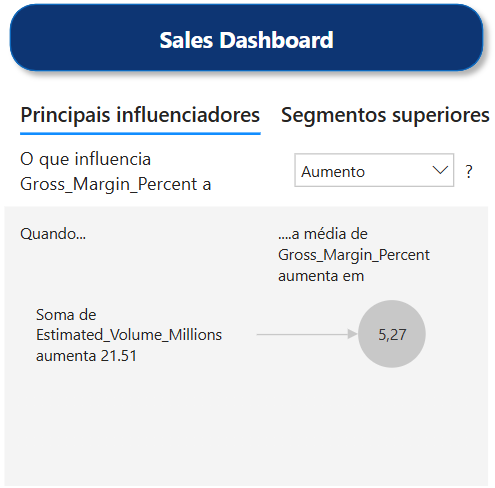 Sales Dashboard
Principais influenciadores
Segmentos superiores
O que influencia
Gross_Margin_Percent a
Aumento
?
Quando...
....a média de
Gross_Margin_Percent
aumenta em
Soma de
Estimated_Volume_Millions
aumenta 21.51
5,27